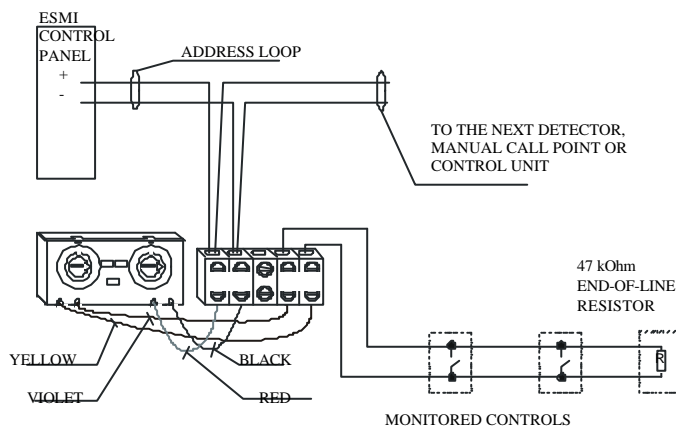 ESMI
CONTROL
PANEL
+
-
ADDRESS LOOP
TO THE NEXT DETECTOR,
MANUAL CALL POINT OR
CONTROL UNIT
47 kOhm
END-OF-LINE
RESISTOR
R
YELLOW
BLACK
VIOLET
RED
MONITORED CONTROLS